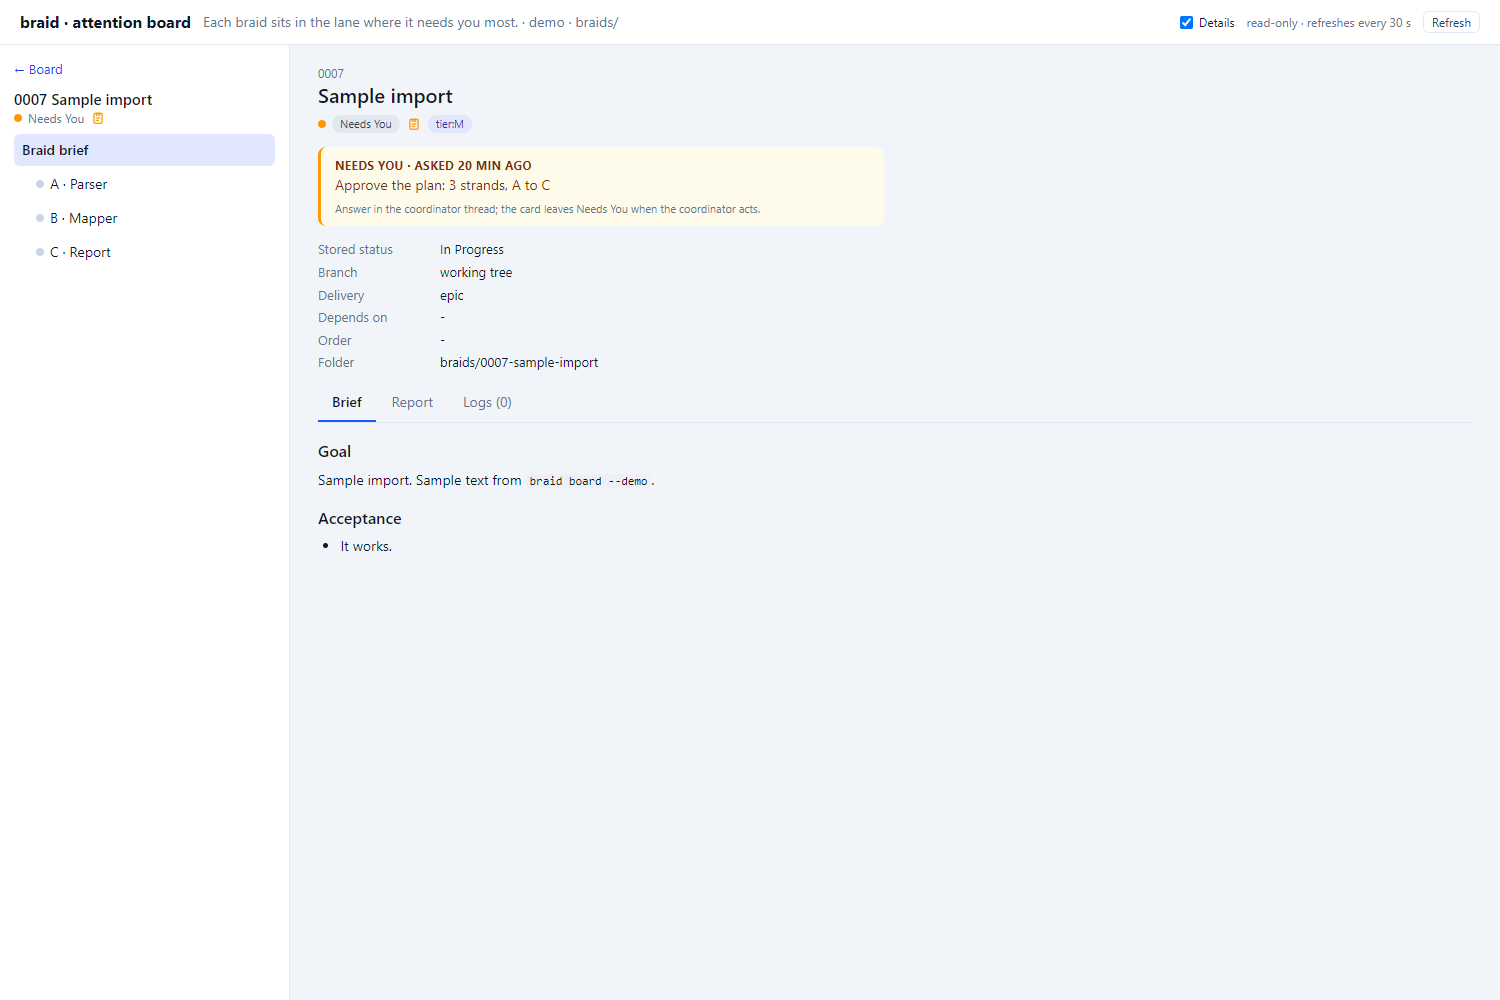 braid · attention board Each braid sits in the lane where it needs you most. · demo · braids/
Details read-only · refreshes every 30 s Refresh
← Board
0007 Sample import
Needs You
Braid brief
A · Parser
B · Mapper
C · Report
0007
Sample import
Needs You tier:M
NEEDS YOU · ASKED 20 MIN AGO
Approve the plan: 3 strands, A to C
Answer in the coordinator thread; the card leaves Needs You when the coordinator acts.
Stored status In Progress
Branch working tree
Delivery epic
Depends on -
Order -
Folder braids/0007-sample-import
Brief Report Logs (0)
Goal
Sample import. Sample text from braid board --demo.
Acceptance
• It works.